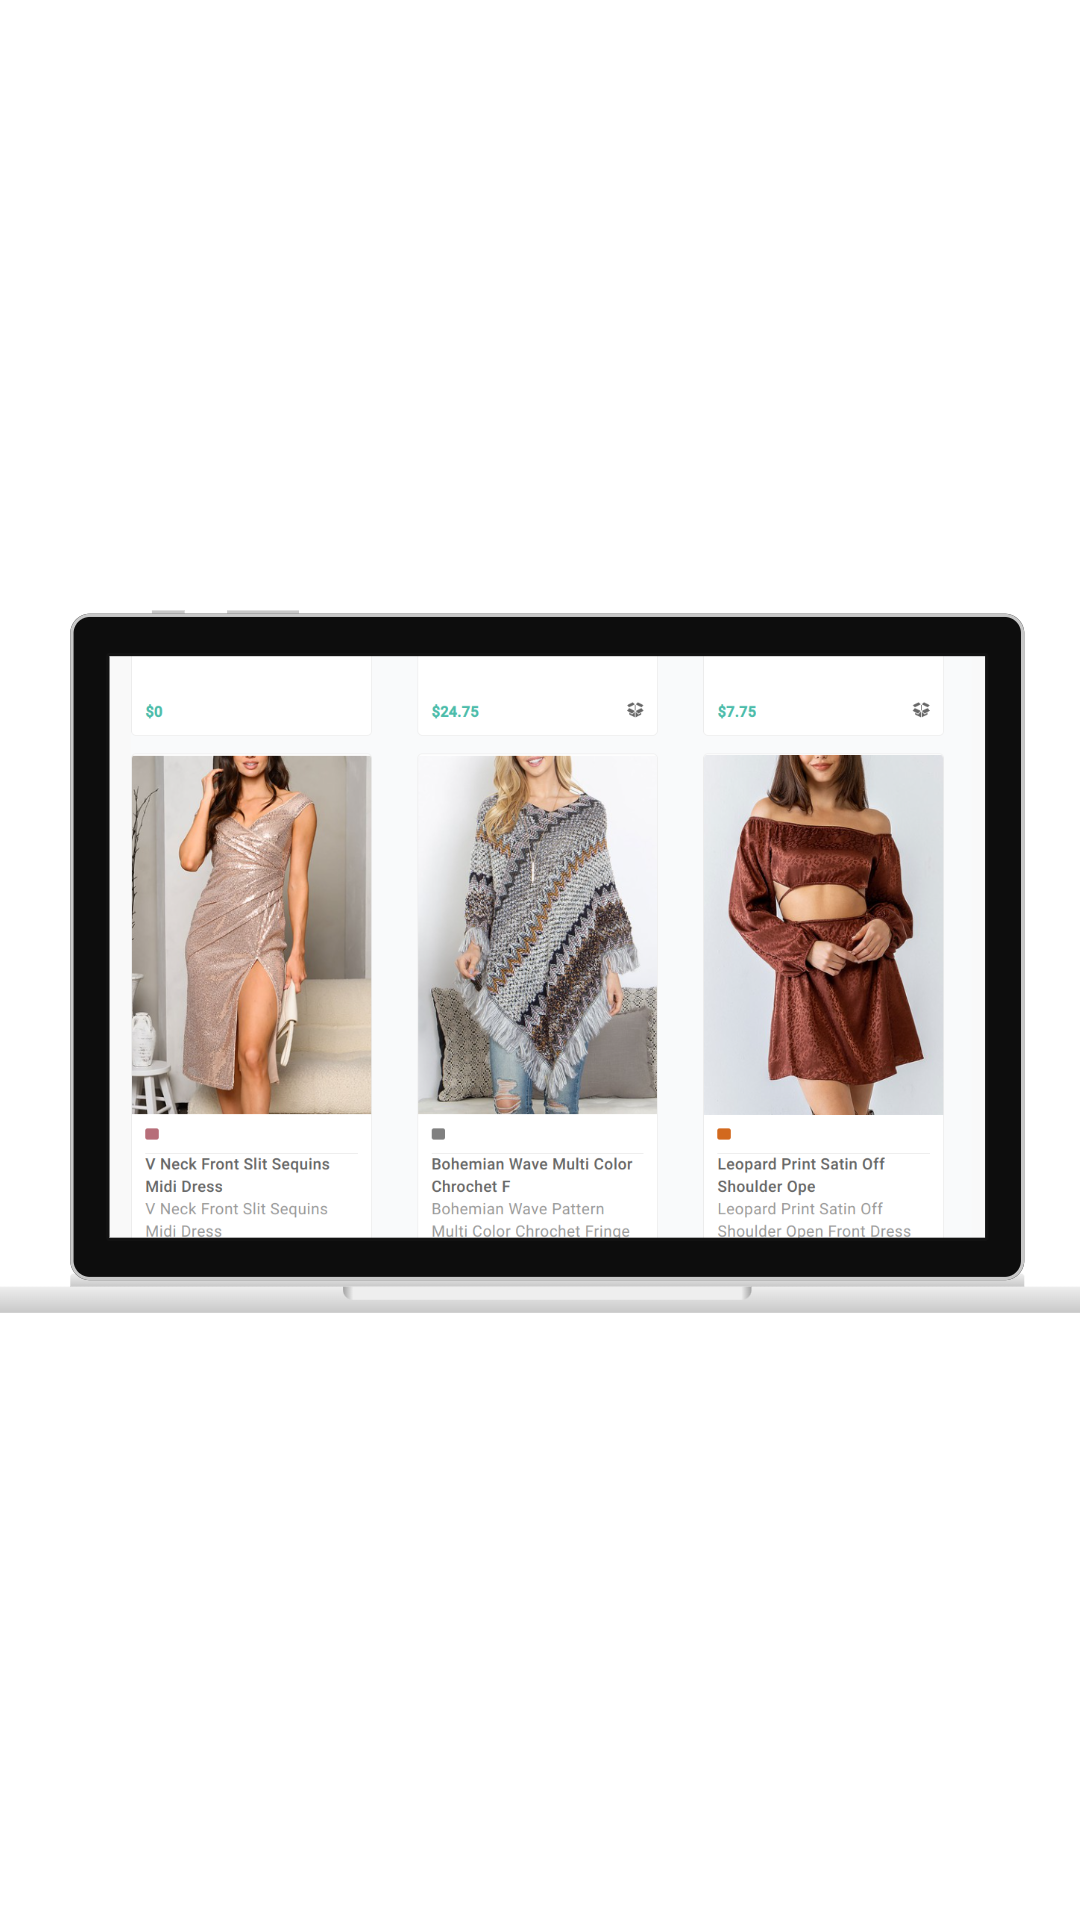 $0
$24.75
$7.75
V Neck Front Slit Sequins
Midi Dress
V Neck Front Slit Sequins
Midi Dress
Bohemian Wave Multi Color
Chrochet F
Bohemian Wave Pattern
Multi Color Chrochet Fringe
Leopard Print Satin Off
Shoulder Ope
Leopard Print Satin Off
Shoulder Open Front Dress